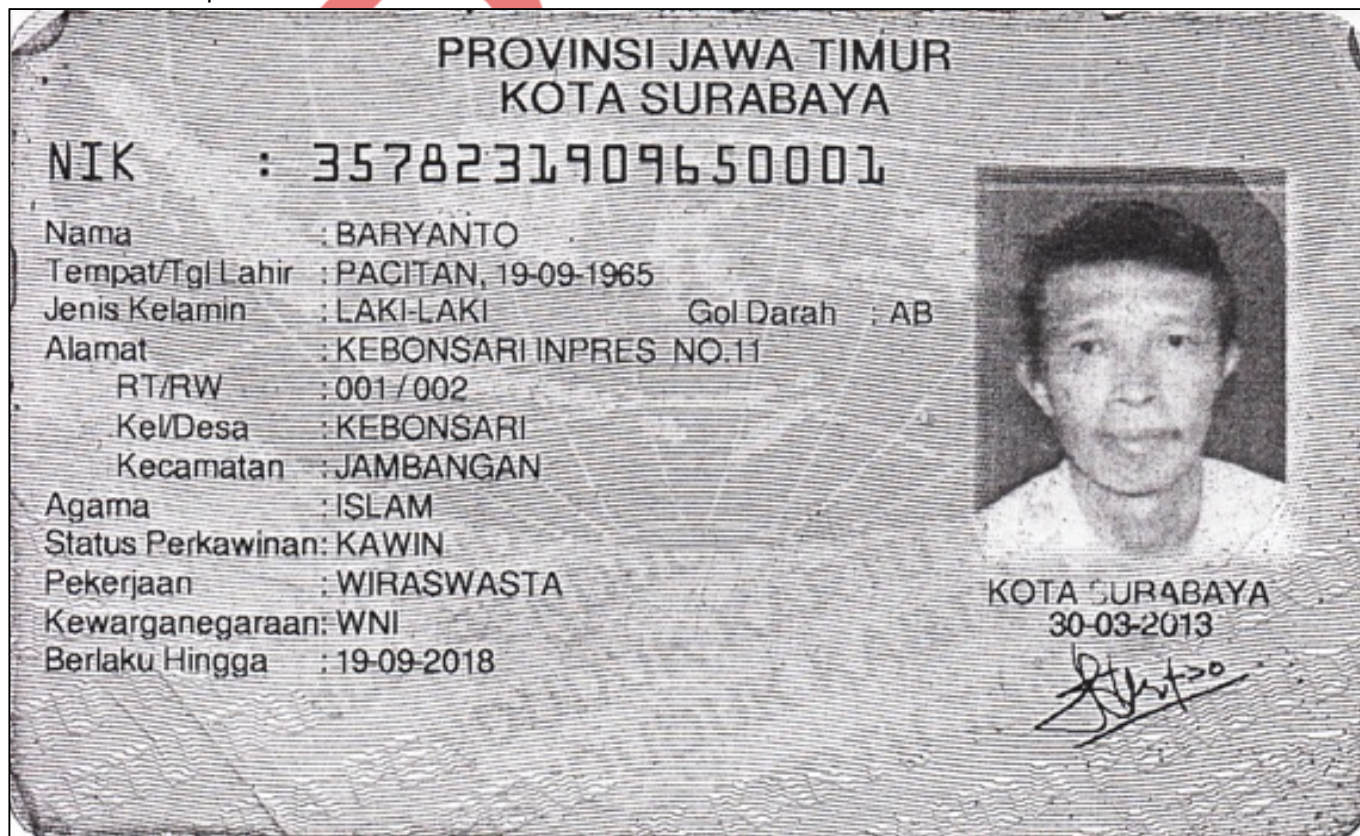 PROVINSI JAWA TIMUR
KOTA SURABAYA
NIK : 3578231909650001
Nama : BARYANTO
Tempat/Tgl Lahir : PACITAN, 19-09-1965
Jenis Kelamin : LAKI-LAKI Gol Darah : AB
Alamat : KEBONSARI INPRES NO.11
RT/RW : 001 / 002
Kel/Desa : KEBONSARI
Kecamatan : JAMBANGAN
Agama : ISLAM
Status Perkawinan: KAWIN
Pekerjaan : WIRASWASTA
Kewarganegaraan: WNI
Berlaku Hingga : 19-09-2018
KOTA SURABAYA
30-03-2013